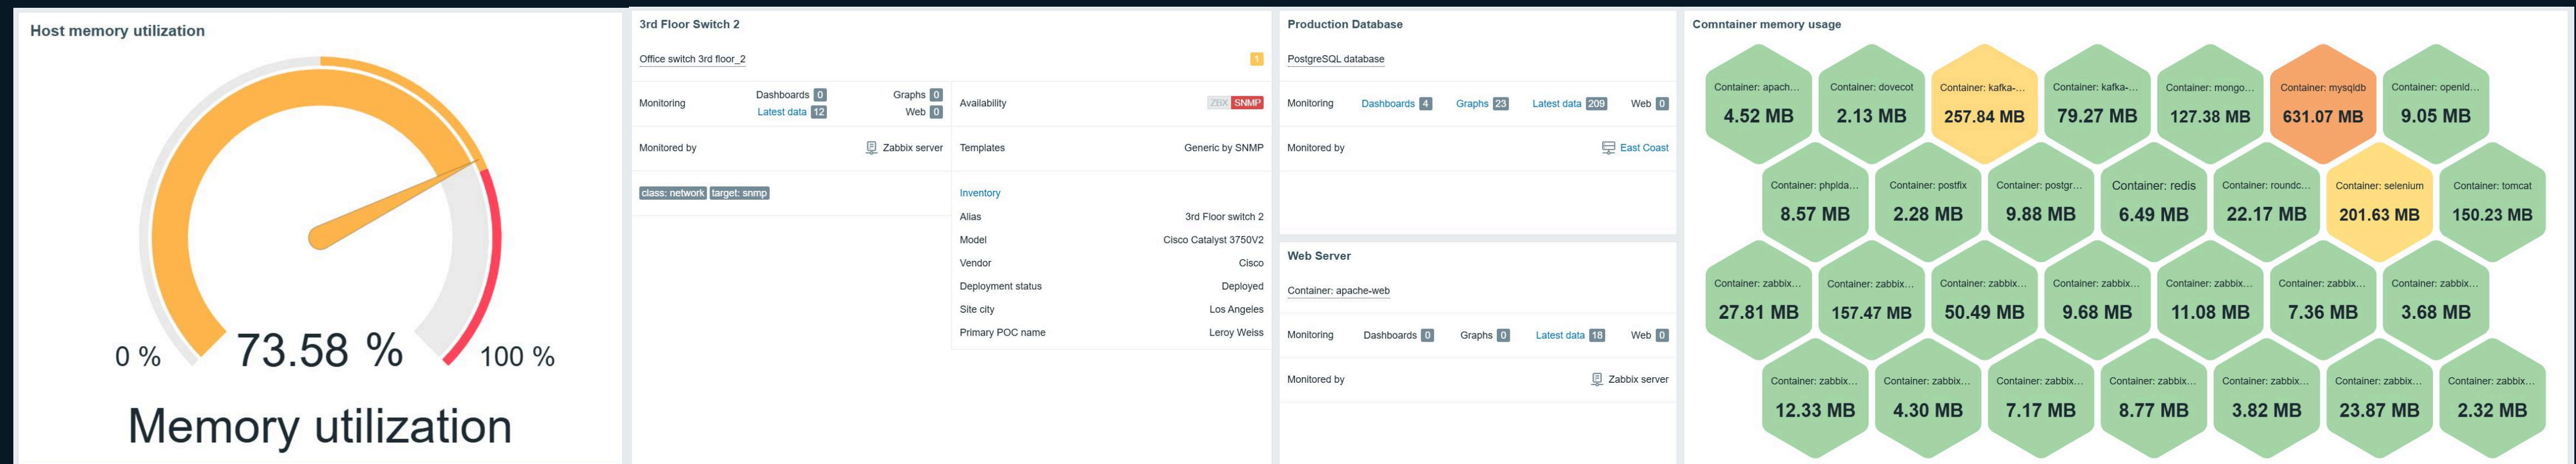 Host memory utilization
0 %
73.58 %
100 %
Memory utilization
3rd Floor Switch 2
Office switch 3rd floor_2 1
Monitoring Dashboards 0 Graphs 0
Latest data 12 Web 0
Availability ZBX SNMP
Monitored by Zabbix server
Templates Generic by SNMP
class: network target: snmp
Inventory
Alias 3rd Floor switch 2
Model Cisco Catalyst 3750V2
Vendor Cisco
Deployment status Deployed
Site city Los Angeles
Primary POC name Leroy Weiss
Production Database
PostgreSQL database
Monitoring Dashboards 4 Graphs 23 Latest data 209 Web 0
Monitored by East Coast
Web Server
Container: apache-web
Monitoring Dashboards 0 Graphs 0 Latest data 18 Web 0
Monitored by Zabbix server
Comntainer memory usage
Container: apach...
4.52 MB
Container: dovecot
2.13 MB
Container: kafka-...
257.84 MB
Container: kafka-...
79.27 MB
Container: mongo...
127.38 MB
Container: mysqldb
631.07 MB
Container: openld...
9.05 MB
Container: phplda...
8.57 MB
Container: postfix
2.28 MB
Container: postgr...
9.88 MB
Container: redis
6.49 MB
Container: roundc...
22.17 MB
Container: selenium
201.63 MB
Container: tomcat
150.23 MB
Container: zabbix...
27.81 MB
Container: zabbix...
157.47 MB
Container: zabbix...
50.49 MB
Container: zabbix...
9.68 MB
Container: zabbix...
11.08 MB
Container: zabbix...
7.36 MB
Container: zabbix...
3.68 MB
Container: zabbix...
12.33 MB
Container: zabbix...
4.30 MB
Container: zabbix...
7.17 MB
Container: zabbix...
8.77 MB
Container: zabbix...
3.82 MB
Container: zabbix...
23.87 MB
Container: zabbix...
2.32 MB